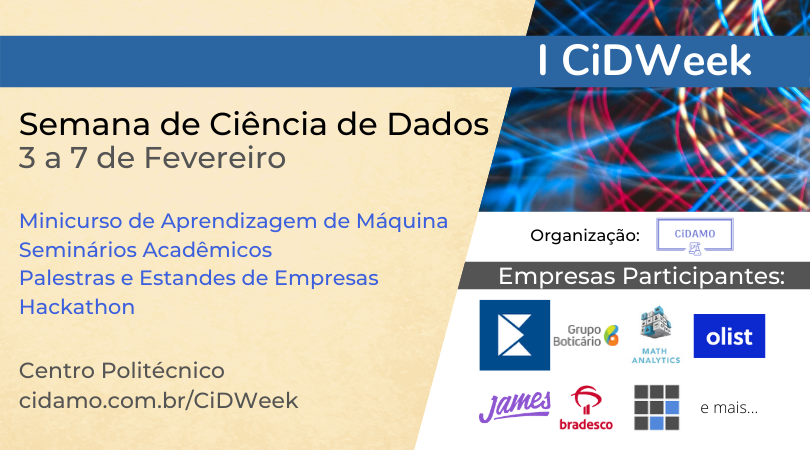 I CiDWeek
Semana de Ciência de Dados
3 a 7 de Fevereiro
Minicurso de Aprendizagem de Máquina
Seminários Acadêmicos
Palestras e Estandes de Empresas
Hackathon
Centro Politécnico
cidamo.com.br/CiDWeek
Organização:
CiDAMO
Empresas Participantes:
Grupo
Boticário
MATH
ANALYTICS
olist
James
bradesco
e mais...